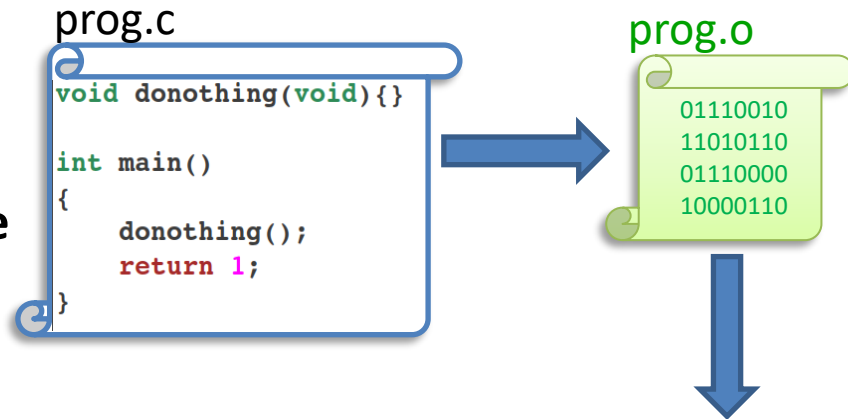 prog.c
void donothing(void){}
int main()
{
donothing();
return 1;
}
e
prog.o
01110010
11010110
01110000
10000110